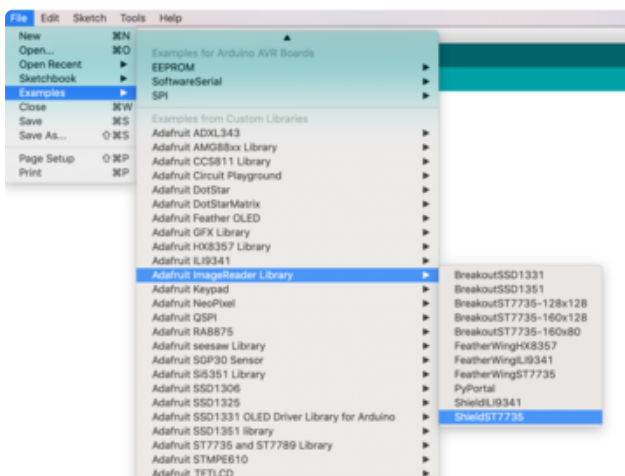 File Edit Sketch Tools Help
New ⌘N
Open... ⌘O
Open Recent
Sketchbook
Examples
Close ⌘W
Save ⌘S
Save As... ⇧⌘S
Page Setup ⇧⌘P
Print ⌘P
Examples for Arduino AVR Boards
EEPROM
SoftwareSerial
SPI
Examples from Custom Libraries
Adafruit ADXL343
Adafruit AMG88xx Library
Adafruit CCS811 Library
Adafruit Circuit Playground
Adafruit DotStar
Adafruit DotStarMatrix
Adafruit Feather OLED
Adafruit GFX Library
Adafruit HX8357 Library
Adafruit ILI9341
Adafruit ImageReader Library
Adafruit Keypad
Adafruit NeoPixel
Adafruit QSPI
Adafruit RA8875
Adafruit seesaw Library
Adafruit SGP30 Sensor
Adafruit Si5351 Library
Adafruit SSD1306
Adafruit SSD1325
Adafruit SSD1331 OLED Driver Library for Arduino
Adafruit SSD1351 library
Adafruit ST7735 and ST7789 Library
Adafruit STMPE610
Adafruit TFTLCD
BreakoutSSD1331
BreakoutSSD1351
BreakoutST7735-128x128
BreakoutST7735-160x128
BreakoutST7735-160x80
FeatherWingHX8357
FeatherWingILI9341
FeatherWingST7735
PyPortal
ShieldILI9341
ShieldST7735